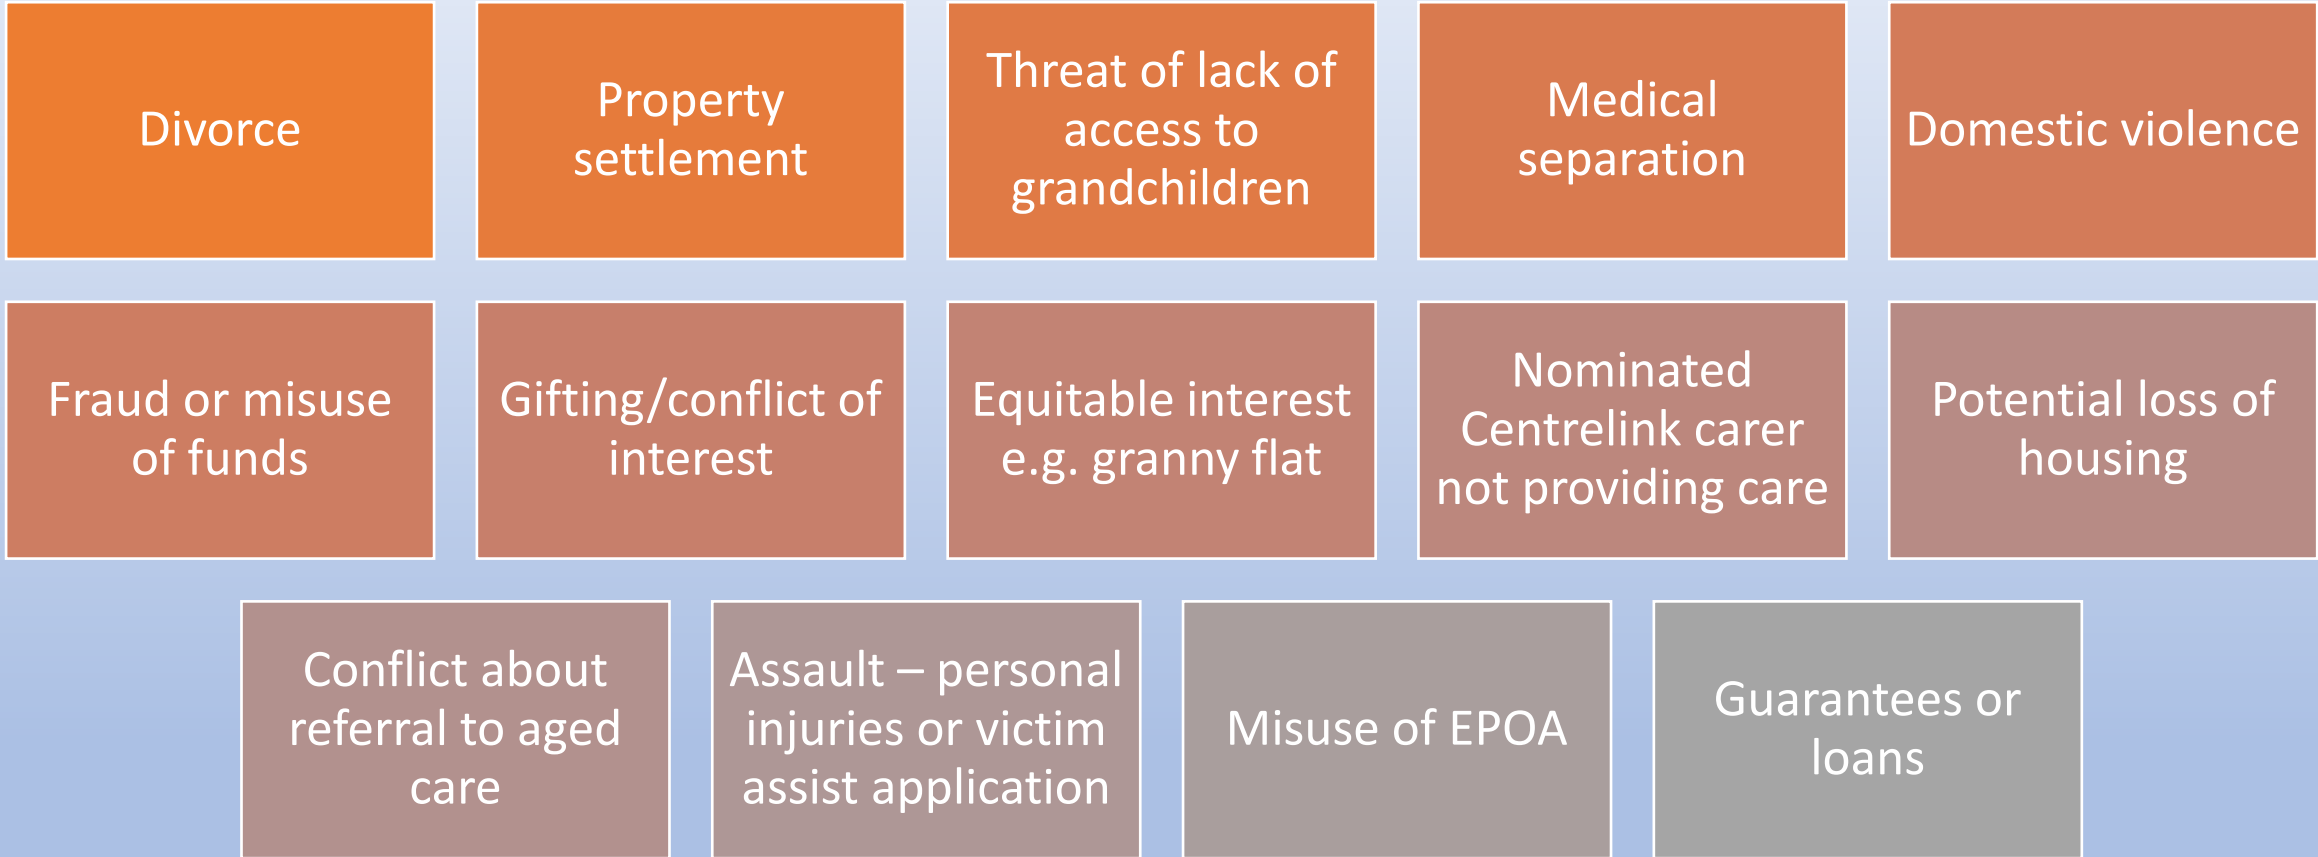 Divorce
Property
settlement
Threat of lack of
access to
grandchildren
Medical
separation
Domestic violence
Fraud or misuse
of funds
Gifting/conflict of
interest
Equitable interest
e.g. granny flat
Nominated
Centrelink carer
not providing care
Potential loss of
housing
Conflict about
referral to aged
care
Assault – personal
injuries or victim
assist application
Misuse of EPOA
Guarantees or
loans